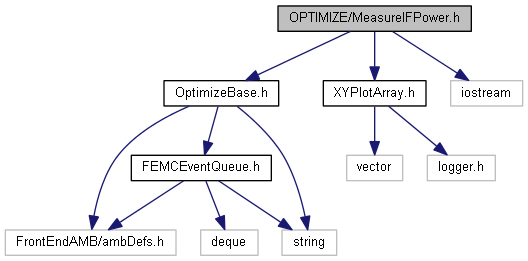 OPTIMIZE/MeasureIFPower.h
OptimizeBase.h
XYPlotArray.h
iostream
FEMCEventQueue.h
vector
logger.h
FrontEndAMB/ambDefs.h
deque
string